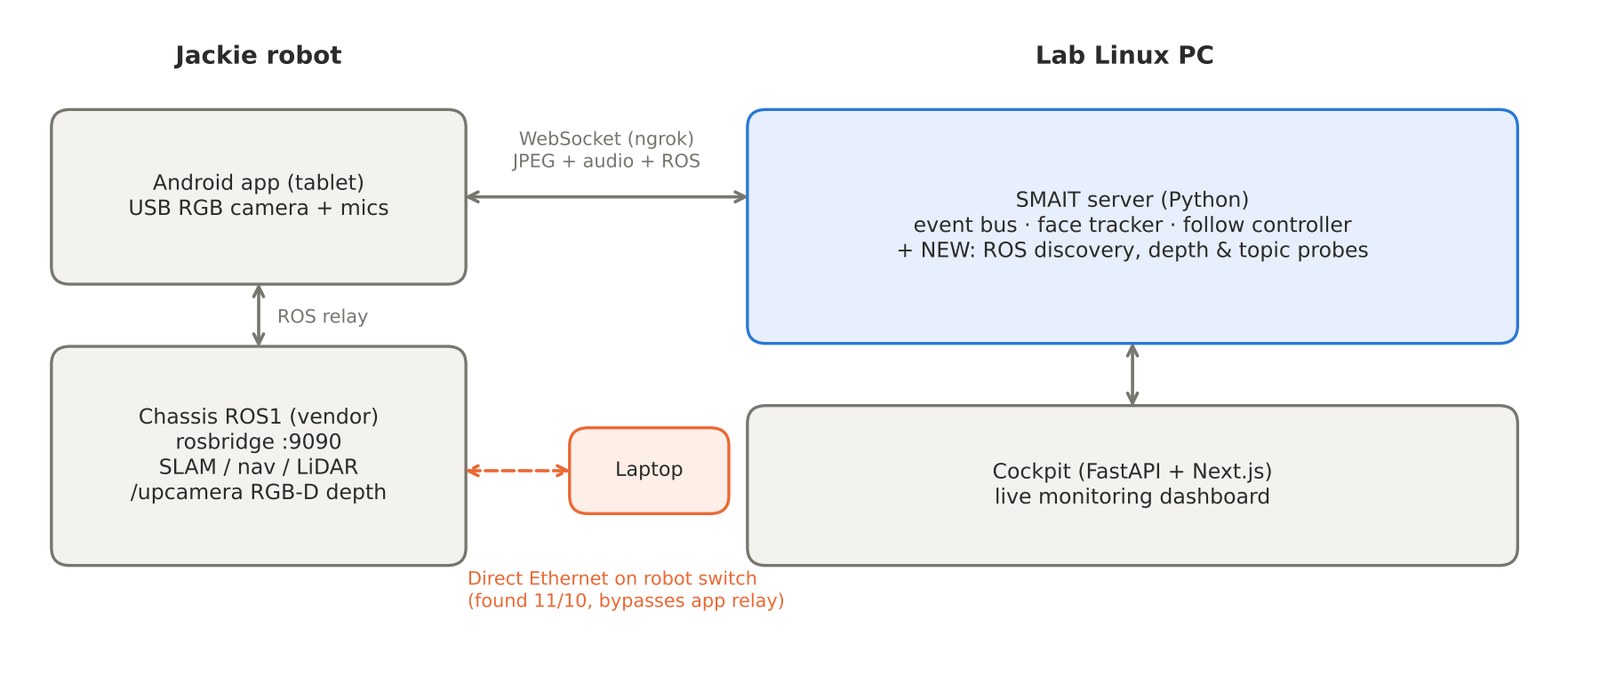 Jackie robot
Lab Linux PC
Android app (tablet)
USB RGB camera + mics
WebSocket (ngrok)
JPEG + audio + ROS
SMAIT server (Python)
event bus · face tracker · follow controller
+ NEW: ROS discovery, depth & topic probes
ROS relay
Chassis ROS1 (vendor)
rosbridge :9090
SLAM / nav / LiDAR
/upcamera RGB-D depth
Laptop
Cockpit (FastAPI + Next.js)
live monitoring dashboard
Direct Ethernet on robot switch
(found 11/10, bypasses app relay)